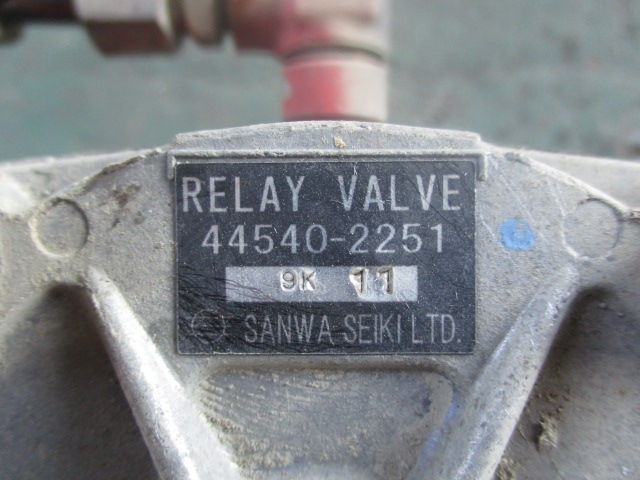 RELAY VALVE
44540-2251
9K 11
SANWA SEIKI LTD.